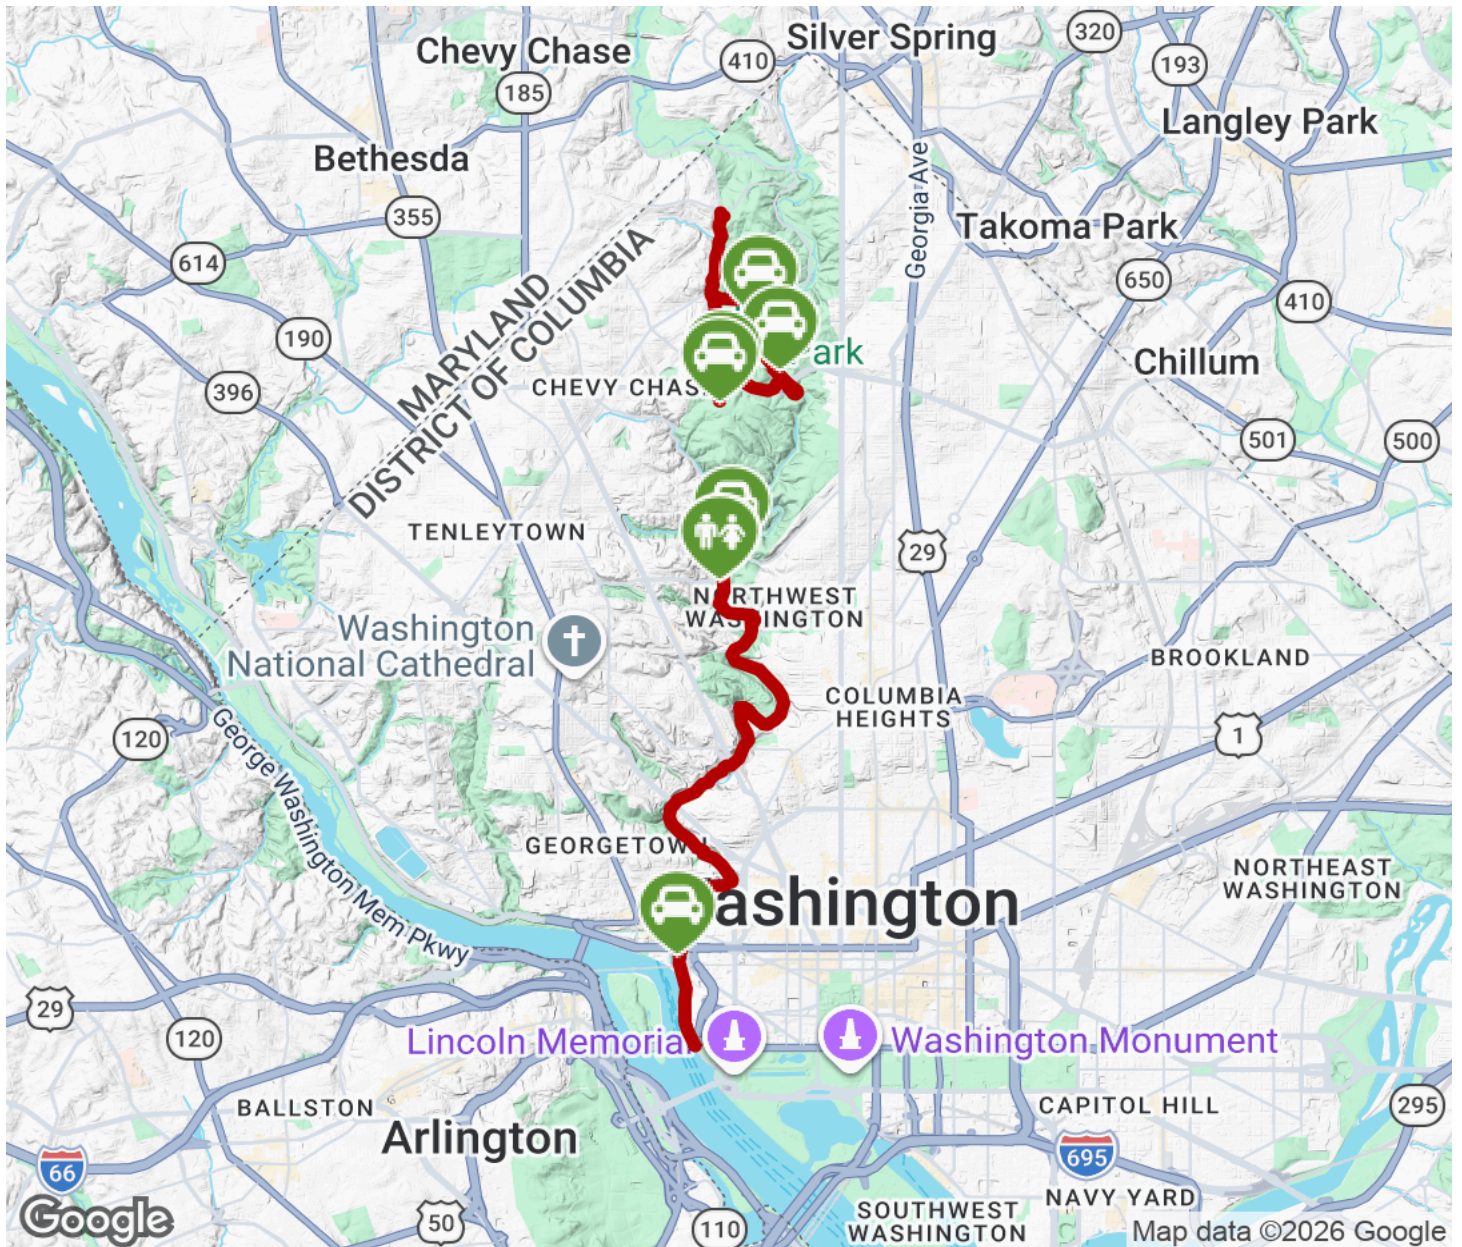 Silver Spring
320
Chevy Chase
410
193
185
Langley Park
Bethesda
355
Georgia Ave
Takoma Park
614
MARYLAND
DISTRICT OF COLUMBIA
650
410
190
ark
Chillum
396
CHEVY CHAS
501
500
TENLEYTOWN
29
NORTHWEST
WASHINGTON
Washington
National Cathedral
BROOKLAND
COLUMBIA
HEIGHTS
120
1
George Washington Mem Pkwy
GEORGETOWN
NORTHEAST
WASHINGTON
ashington
29
120
Lincoln Memorial
Washington Monument
BALLSTON
CAPITOL HILL
295
Arlington
66
695
NAVY YARD
50
110
SOUTHWEST
WASHINGTON
Google
Map data ©2026 Google